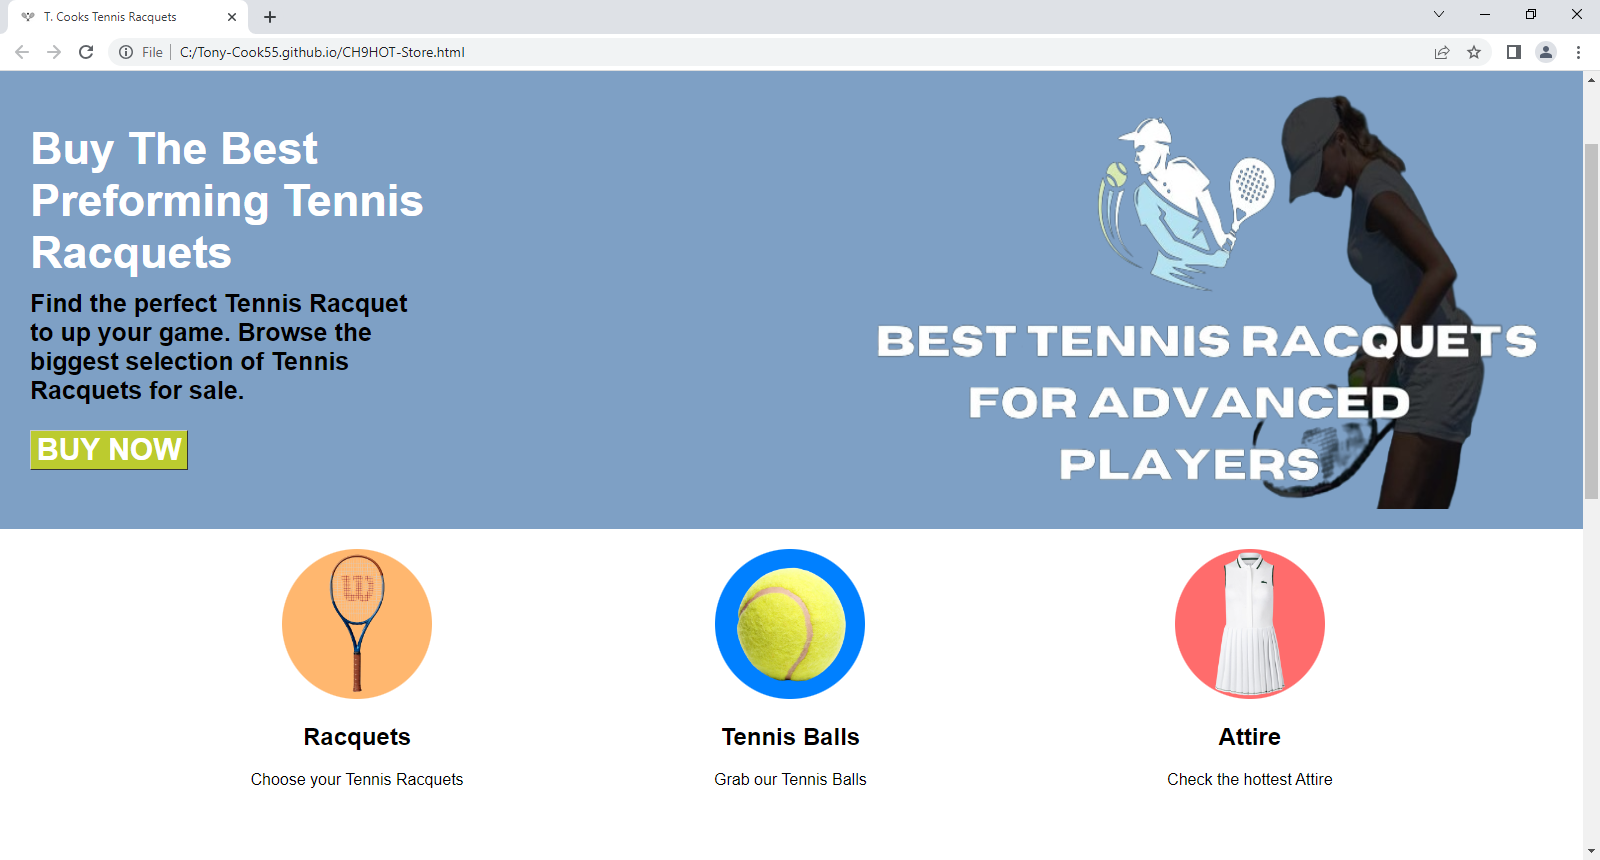 T. Cooks Tennis Racquets
File | C:/Tony-Cook55.github.io/CH9HOT-Store.html
Buy The Best
Preforming Tennis
Racquets
Find the perfect Tennis Racquet
to up your game. Browse the
biggest selection of Tennis
Racquets for sale.
BUY NOW
BEST TENNIS RACQUETS
FOR ADVANCED
PLAYERS
W
Racquets
Tennis Balls
Attire
Choose your Tennis Racquets
Grab our Tennis Balls
Check the hottest Attire